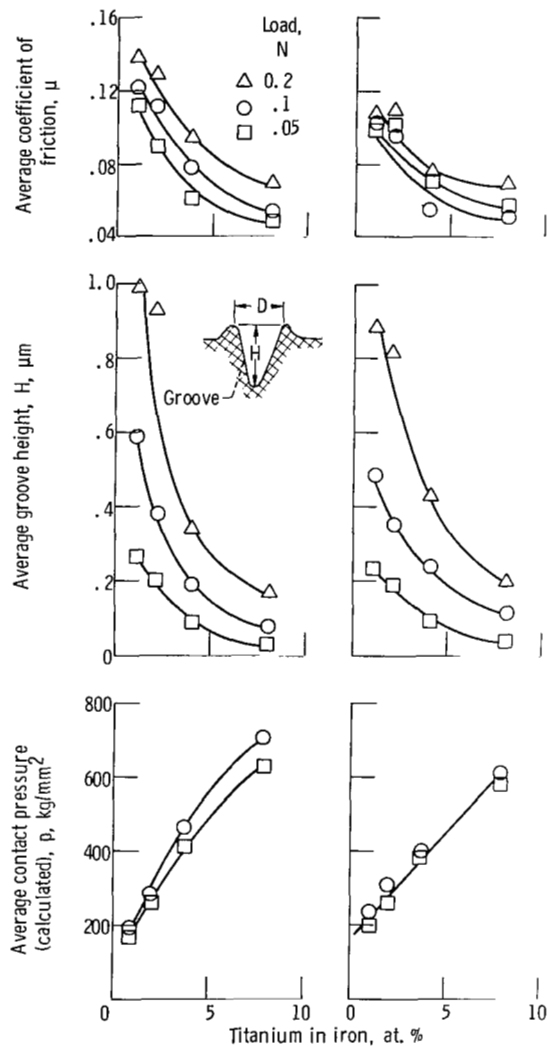 .16
.12
.08
.04
Average coefficient of
friction, μ
Load,
N
△ 0.2
○ .1
□ .05
1.0
.8
.6
.4
.2
0
Average groove height, H, μm
D
H
Groove
800
600
400
200
Average contact pressure
(calculated), p, kg/mm²
0 5 10 0 5 10
Titanium in iron, at. %